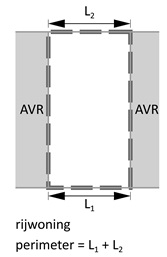 L₂
AVR
AVR
L₁
rijwoning
perimeter = L₁ + L₂